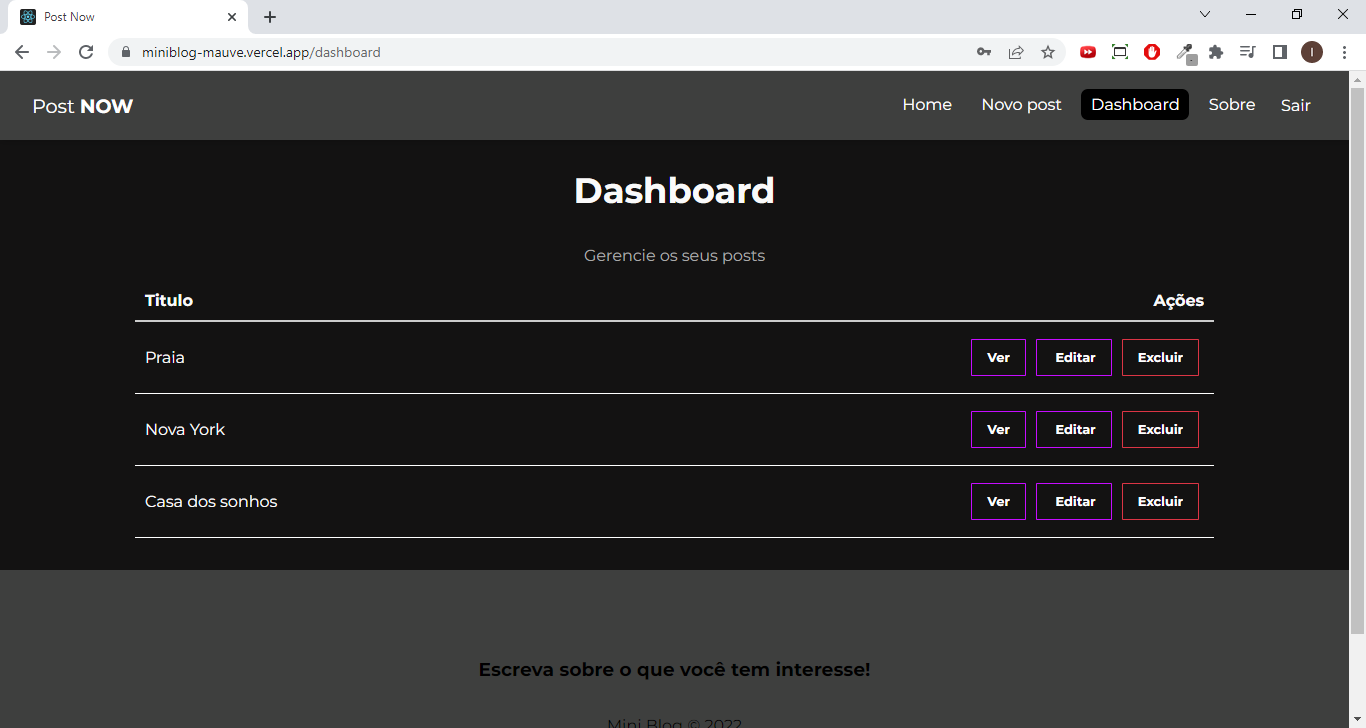 Post Now
miniblog-mauve.vercel.app/dashboard
I
Post NOW
Home Novo post Dashboard Sobre Sair
Dashboard
Gerencie os seus posts
Titulo Ações
Praia Ver Editar Excluir
Nova York Ver Editar Excluir
Casa dos sonhos Ver Editar Excluir
Escreva sobre o que você tem interesse!
Mini Blog © 2022